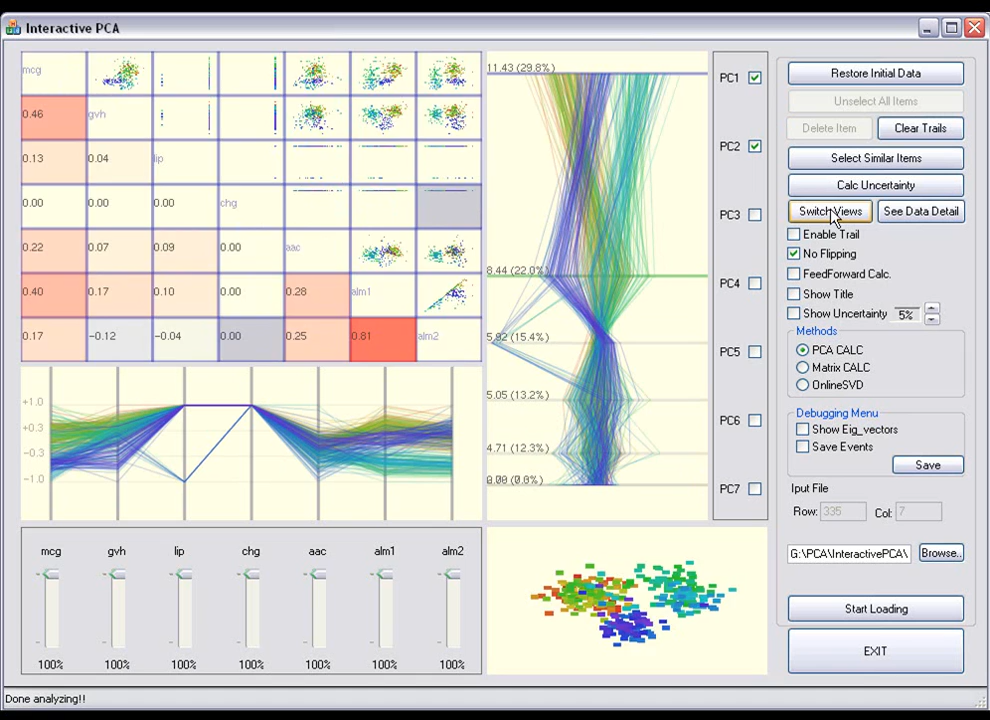 Interactive PCA
mcg
0.46 gvh
0.13 0.04 lip
0.00 0.00 0.00 chg
0.22 0.07 0.09 0.00 aac
0.40 0.17 0.10 0.00 0.28 alm1
0.17 −0.12 −0.04 0.00 0.25 0.81 alm2
+1.0
+0.3
−0.3
−1.0
mcg gvh lip chg aac alm1 alm2
100% 100% 100% 100% 100% 100% 100%
11.43 (29.8%)
8.44 (22.0%)
5.92 (15.4%)
5.05 (13.2%)
4.71 (12.3%)
PC1
PC2
PC3
PC4
PC5
PC6
PC7
Restore Initial Data
Unselect All Items
Delete Item Clear Trails
Select Similar Items
Calc Uncertainty
Switch Views See Data Detail
Enable Trail
No Flipping
FeedForward Calc.
Show Title
Show Uncertainty 5%
Methods
PCA CALC
Matrix CALC
OnlineSVD
Debugging Menu
Show Eig_vectors
Save Events
Save
Iput File
Row: 335 Col: 7
G:\PCA\InteractivePCA\ Browse..
Start Loading
EXIT
Done analyzing!!